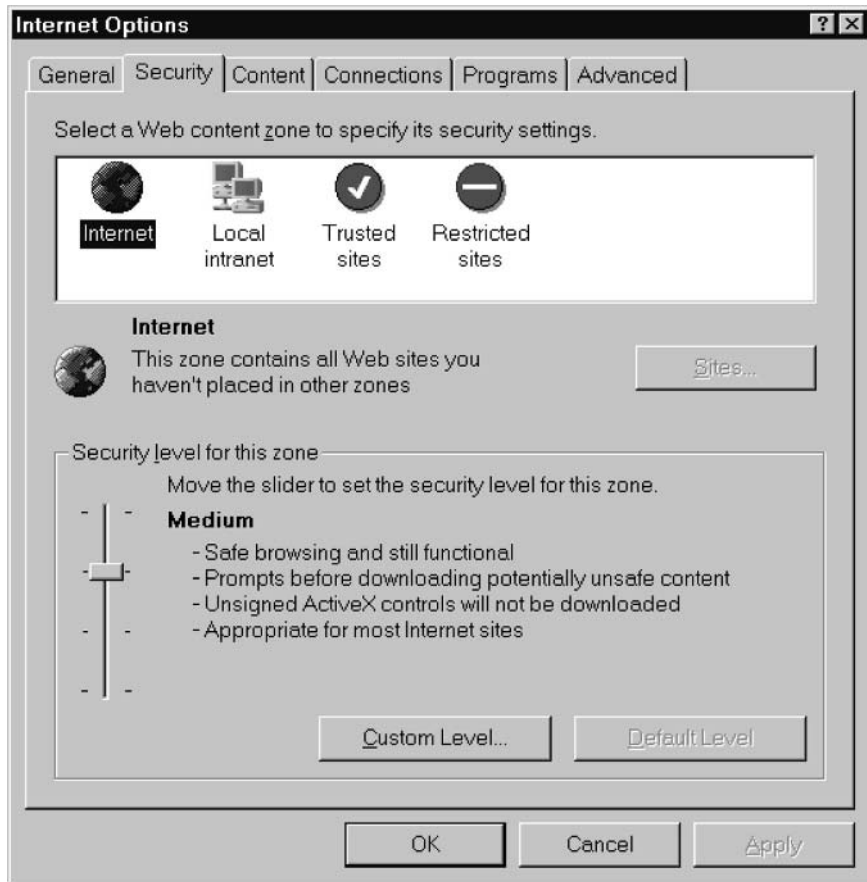 Internet Options
General Security Content Connections Programs Advanced
Select a Web content zone to specify its security settings.
Internet Local intranet Trusted sites Restricted sites
Internet
This zone contains all Web sites you
haven't placed in other zones
Sites...
Security level for this zone
Move the slider to set the security level for this zone.
Medium
- Safe browsing and still functional
- Prompts before downloading potentially unsafe content
- Unsigned ActiveX controls will not be downloaded
- Appropriate for most Internet sites
Custom Level... Default Level
OK Cancel Apply